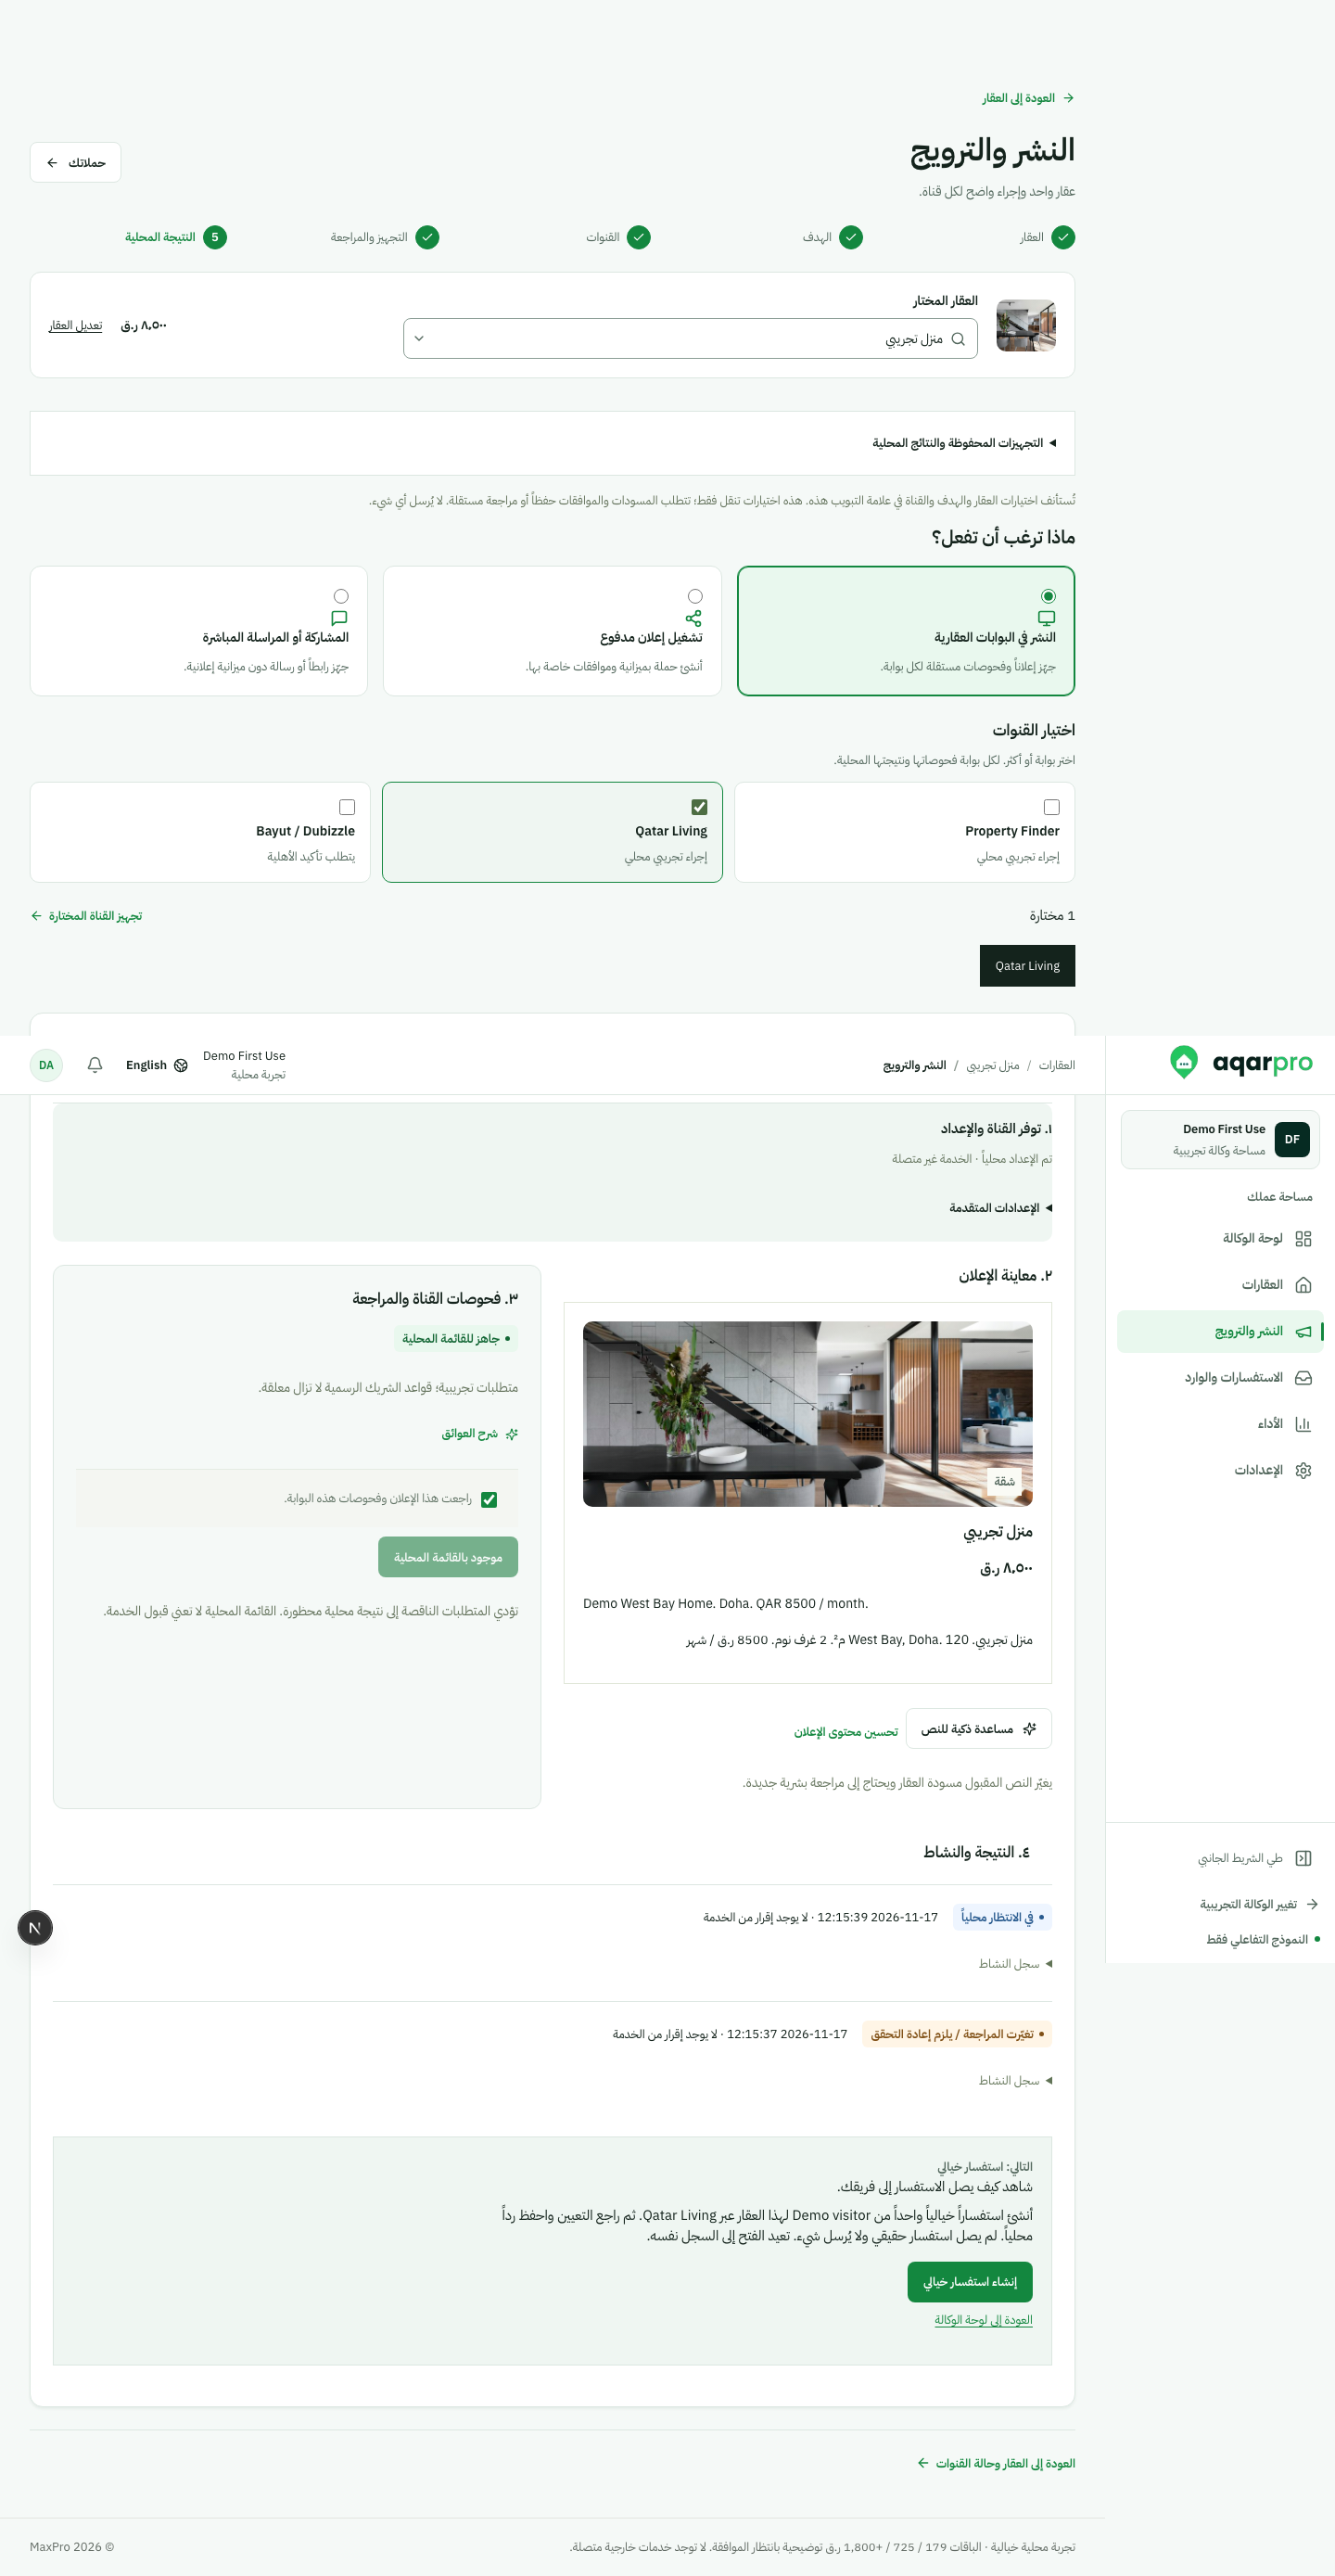 العودة إلى العقار
النشر والترويج
حملاتك
عقار واحد وإجراء واضح لكل قناة.
العقار
الهدف
القنوات
التجهيز والمراجعة
5 النتيجة المحلية
العقار المختار
منزل تجريبي
٨٬٥٠٠ ر.ق
تعديل العقار
التجهيزات المحفوظة والنتائج المحلية
تُستأنف اختيارات العقار والهدف والقناة في علامة التبويب هذه. هذه اختيارات تنقل فقط؛ تتطلب المسودات والموافقات حفظاً أو مراجعة مستقلة. لا يُرسل أي شيء.
ماذا ترغب أن تفعل؟
النشر في البوابات العقارية
جهّز إعلاناً وفحوصات مستقلة لكل بوابة.
تشغيل إعلان مدفوع
أنشئ حملة بميزانية وموافقات خاصة بها.
المشاركة أو المراسلة المباشرة
جهّز رابطاً أو رسالة دون ميزانية إعلانية.
اختيار القنوات
اختر بوابة أو أكثر. لكل بوابة فحوصاتها ونتيجتها المحلية.
Property Finder
إجراء تجريبي محلي
Qatar Living
إجراء تجريبي محلي
Bayut / Dubizzle
يتطلب تأكيد الأهلية
1 مختارة
تجهيز القناة المختارة
Qatar Living
aqarpro
العقارات / منزل تجريبي / النشر والترويج
Demo First Use
تجربة محلية
English
DA
DF
Demo First Use
مساحة وكالة تجريبية
مساحة عملك
لوحة الوكالة
العقارات
النشر والترويج
الاستفسارات والوارد
الأداء
الإعدادات
طي الشريط الجانبي
تغيير الوكالة التجريبية
النموذج التفاعلي فقط
١. توفر القناة والإعداد
تم الإعداد محلياً · الخدمة غير متصلة
الإعدادات المتقدمة
٢. معاينة الإعلان
شقة
منزل تجريبي
٨٬٥٠٠ ر.ق
Demo West Bay Home. Doha. QAR 8500 / month.
منزل تجريبي. West Bay, Doha. 120 م². 2 غرف نوم. 8500 ر.ق / شهر
مساعدة ذكية للنص
تحسين محتوى الإعلان
يغيّر النص المقبول مسودة العقار ويحتاج إلى مراجعة بشرية جديدة.
٣. فحوصات القناة والمراجعة
جاهز للقائمة المحلية
متطلبات تجريبية؛ قواعد الشريك الرسمية لا تزال معلقة.
شرح العوائق
راجعت هذا الإعلان وفحوصات هذه البوابة.
موجود بالقائمة المحلية
تؤدي المتطلبات الناقصة إلى نتيجة محلية محظورة. القائمة المحلية لا تعني قبول الخدمة.
٤. النتيجة والنشاط
في الانتظار محلياً
2026-11-17 12:15:39 · لا يوجد إقرار من الخدمة
سجل النشاط
تغيّرت المراجعة / يلزم إعادة التحقق
2026-11-17 12:15:37 · لا يوجد إقرار من الخدمة
سجل النشاط
التالي: استفسار خيالي
شاهد كيف يصل الاستفسار إلى فريقك.
أنشئ استفساراً خيالياً واحداً من Demo visitor لهذا العقار عبر Qatar Living. ثم راجع التعيين واحفظ رداً
محلياً. لم يصل استفسار حقيقي ولا يُرسل شيء. تعيد الفتح إلى السجل نفسه.
إنشاء استفسار خيالي
العودة إلى لوحة الوكالة
العودة إلى العقار وحالة القنوات
تجربة محلية خيالية · الباقات 179 / 725 / 1,800+ ر.ق توضيحية بانتظار الموافقة. لا توجد خدمات خارجية متصلة.
© 2026 MaxPro